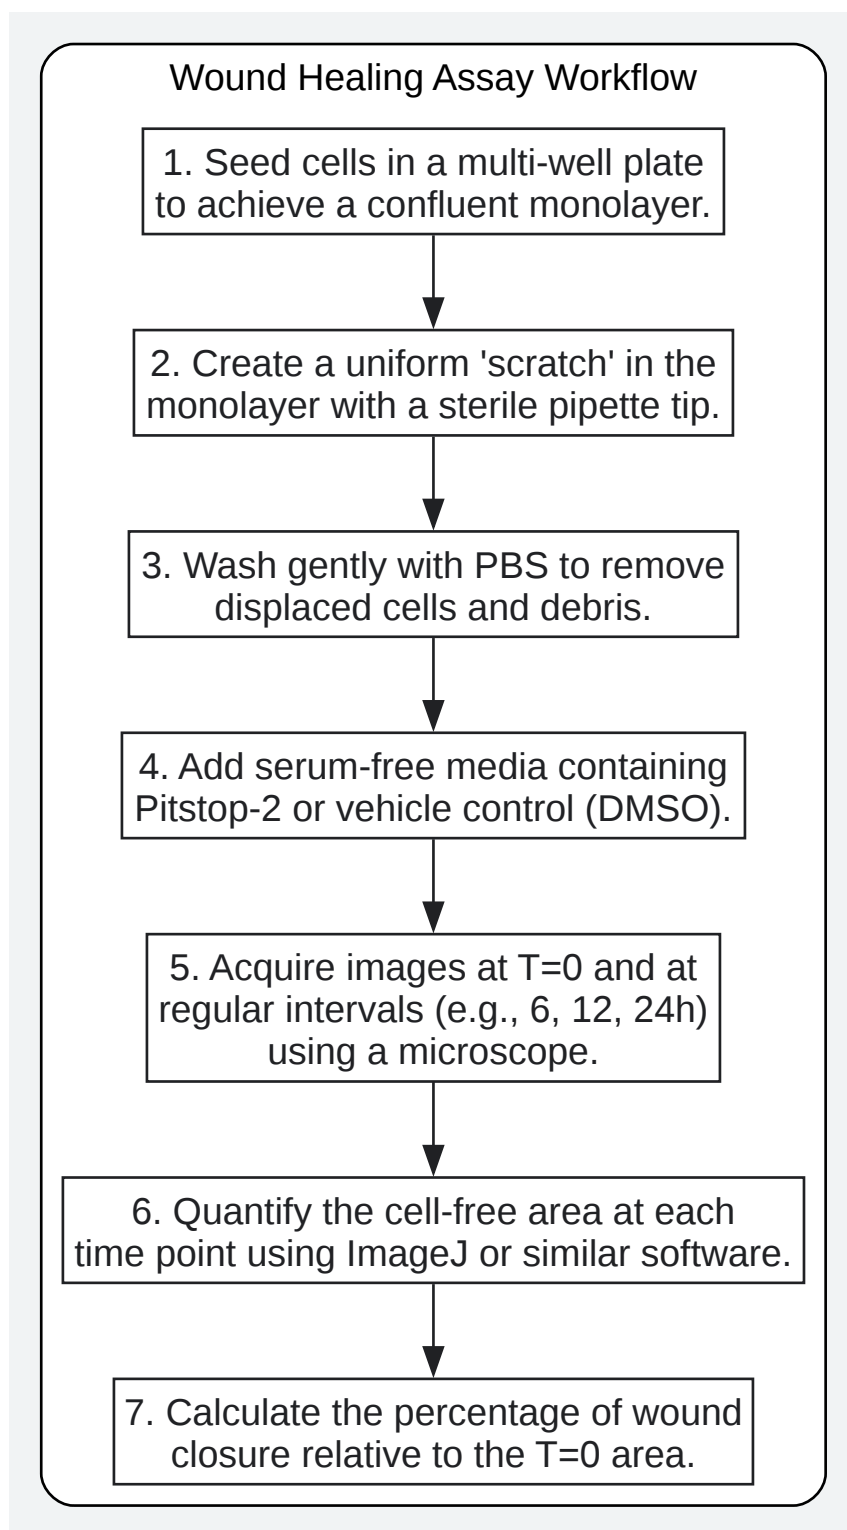 Wound Healing Assay Workflow
1. Seed cells in a multi-well plate
to achieve a confluent monolayer.
2. Create a uniform 'scratch' in the
monolayer with a sterile pipette tip.
3. Wash gently with PBS to remove
displaced cells and debris.
4. Add serum-free media containing
Pitstop-2 or vehicle control (DMSO).
5. Acquire images at T=0 and at
regular intervals (e.g., 6, 12, 24h)
using a microscope.
6. Quantify the cell-free area at each
time point using ImageJ or similar software.
7. Calculate the percentage of wound
closure relative to the T=0 area.